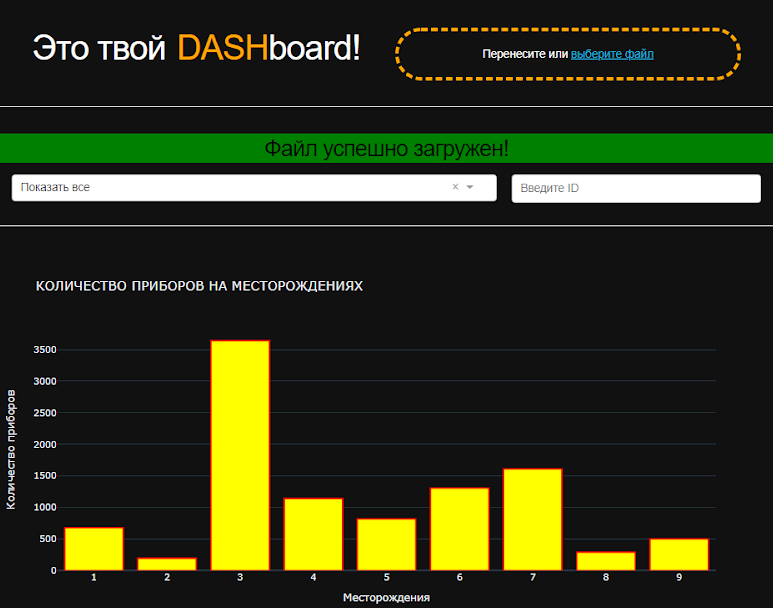 Это твой DASHboard!
Перенесите или выберите файл
Файл успешно загружен!
Показать все × 
Введите ID
КОЛИЧЕСТВО ПРИБОРОВ НА МЕСТОРОЖДЕНИЯХ
Количество приборов
3500
3000
2500
2000
1500
1000
500
0
1 2 3 4 5 6 7 8 9
Месторождения